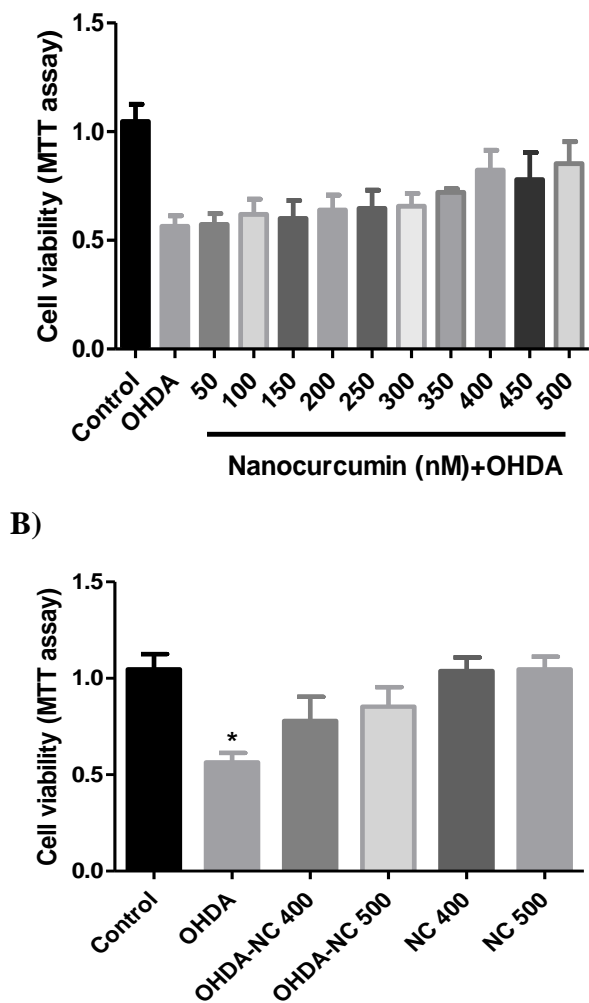 Cell viability (MTT assay)
1.5
1.0
0.5
0.0
Control
OHDA
50
100
150
200
250
300
350
400
450
500
Nanocurcumin (nM)+OHDA
B)
Cell viability (MTT assay)
1.5
1.0
0.5
0.0
*
Control
OHDA
OHDA-NC 400
OHDA-NC 500
NC 400
NC 500